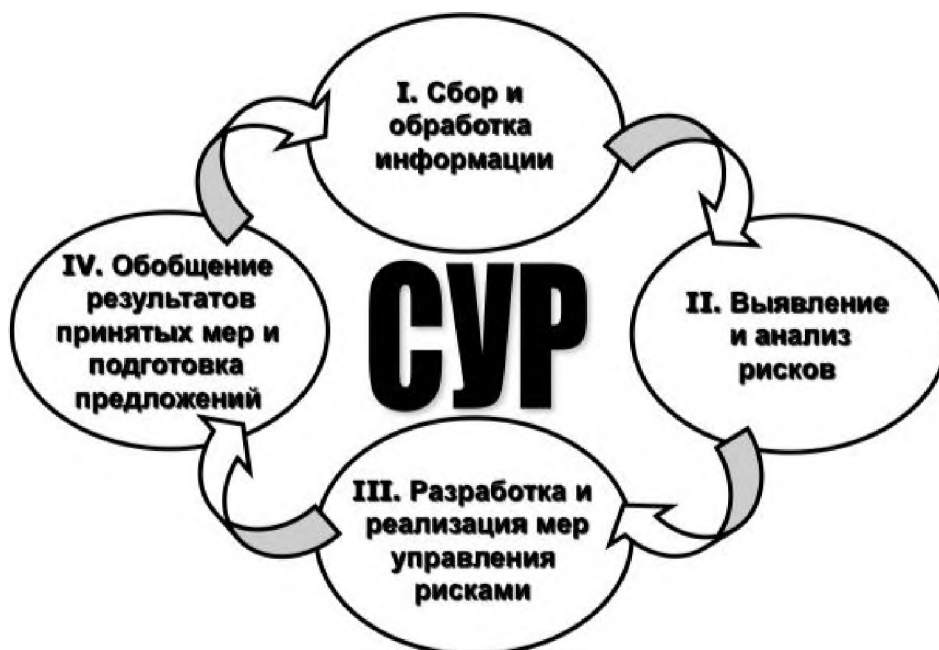 I. Сбор и
обработка
информации
II. Выявление
и анализ
рисков
III. Разработка и
реализация мер
управления
рисками
IV. Обобщение
результатов
принятых мер и
подготовка
предложений
СУР